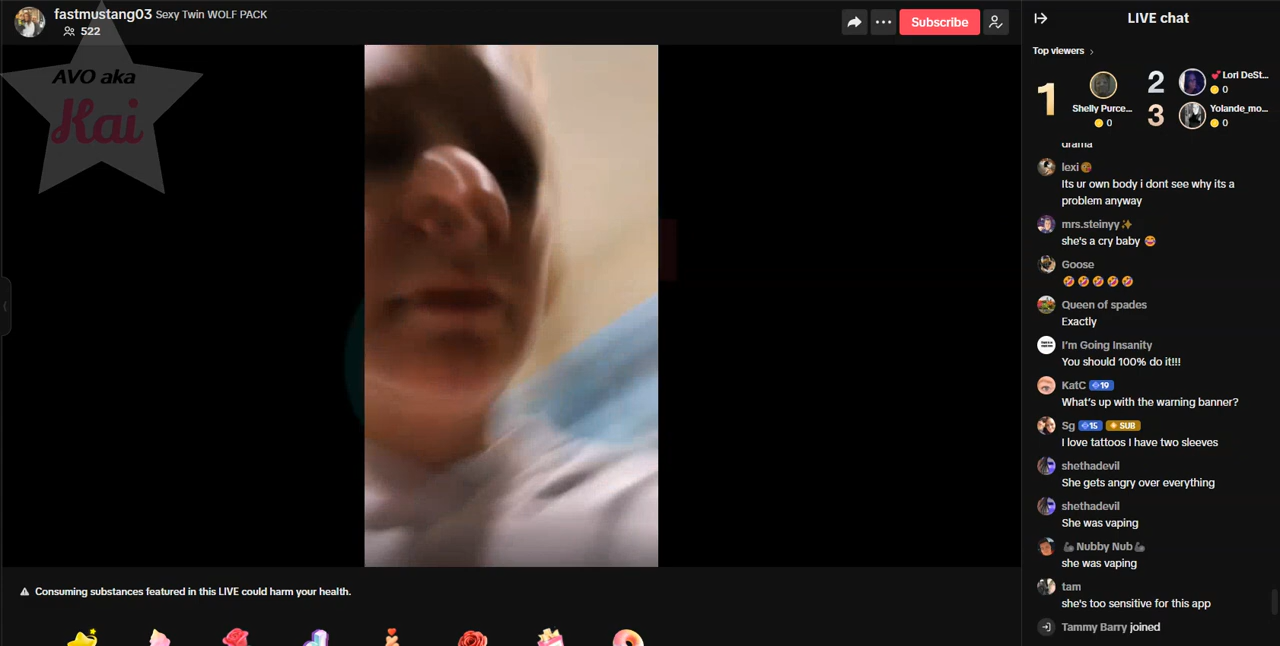 fastmustang03 Sexy Twin WOLF PACK
522
AVO aka
Kai
Subscribe
LIVE chat
Top viewers
1
Shelly Purce...
0
2
Lori DeSt...
0
3
Yolande_mo...
0
drama
lexi
Its ur own body i dont see why its a
problem anyway
mrs.steinyy
she's a cry baby
Goose
Queen of spades
Exactly
I'm Going Insanity
You should 100% do it!!!
KatC 19
What's up with the warning banner?
Sg 15 SUB
I love tattoos I have two sleeves
shethadevil
She gets angry over everything
shethadevil
She was vaping
Nubby Nub
she was vaping
tam
she's too sensitive for this app
Tammy Barry joined
Consuming substances featured in this LIVE could harm your health.